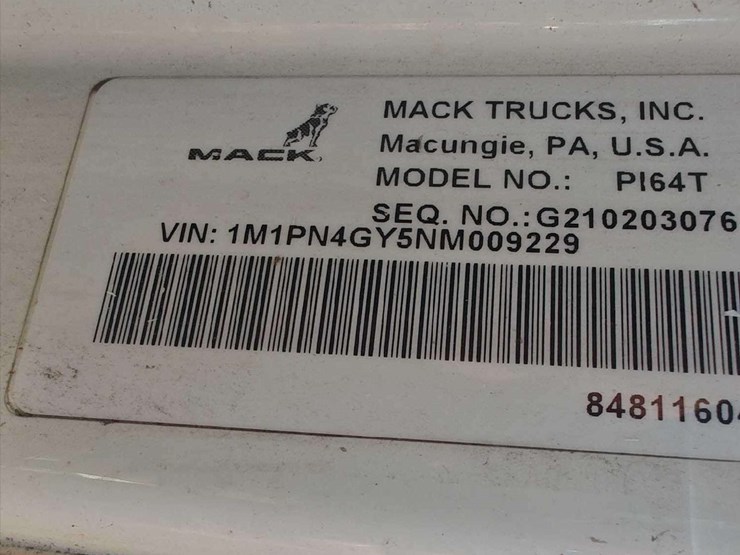 MACK
MACK TRUCKS, INC.
Macungie, PA, U.S.A.
MODEL NO.: PI64T
SEQ. NO.:G210203076
VIN: 1M1PN4GY5NM009229
8481160